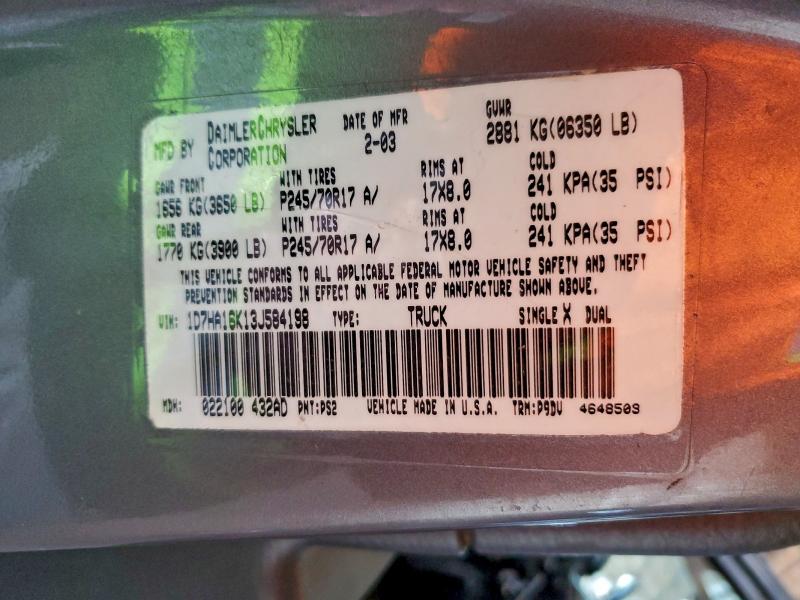 MFD BY DAIMLERCHRYSLER CORPORATION DATE OF MFR 2-03 GVWR 2881 KG(06350 LB)
GAWR FRONT WITH TIRES RIMS AT COLD
1656 KG(3650 LB) P245/70R17 A/ 17X8.0 241 KPA(35 PSI)
GAWR REAR WITH TIRES RIMS AT COLD
1770 KG(3900 LB) P245/70R17 A/ 17X8.0 241 KPA(35 PSI)
THIS VEHICLE CONFORMS TO ALL APPLICABLE FEDERAL MOTOR VEHICLE SAFETY AND THEFT
PREVENTION STANDARDS IN EFFECT ON THE DATE OF MANUFACTURE SHOWN ABOVE.
VIN: 1D7HA16K13J584198 TYPE: TRUCK SINGLE X DUAL
MDH: 022100 432AD PNT:PS2 VEHICLE MADE IN U.S.A. TRM:P9DV 4648509